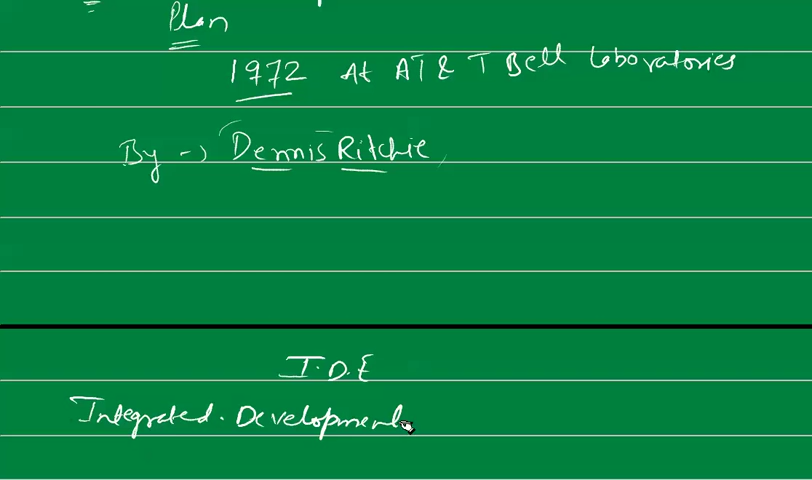 Plan
1972 At AT & T Bell Laboratories
By → Dennis Ritchie
I.D.E
Integrated. Development